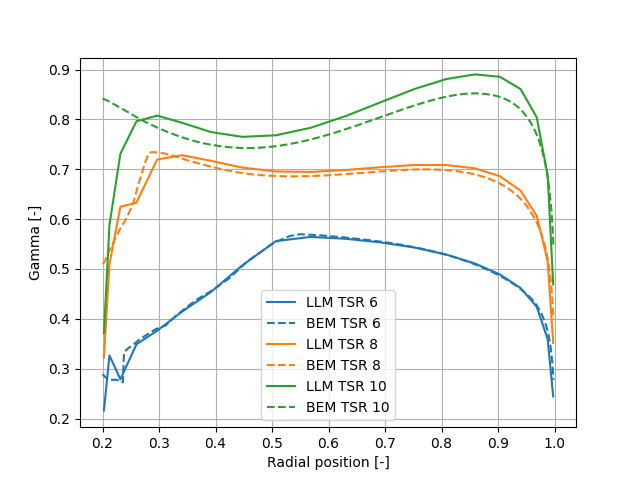 0.9
0.8
0.7
0.6
0.5
0.4
0.3
0.2
Gamma [-]
LLM TSR 6
BEM TSR 6
LLM TSR 8
BEM TSR 8
LLM TSR 10
BEM TSR 10
0.2 0.3 0.4 0.5 0.6 0.7 0.8 0.9 1.0
Radial position [-]